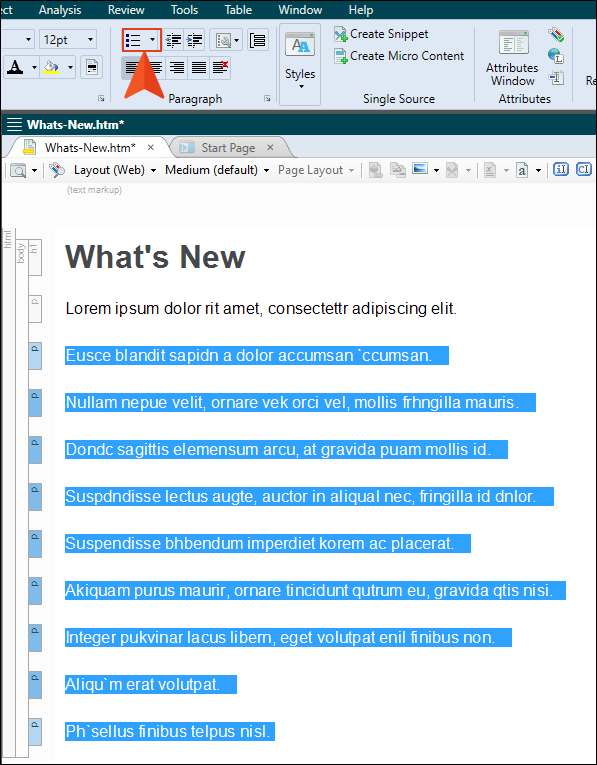 ct Analysis Review Tools Table Window Help
12pt
Create Snippet
Create Micro Content
Styles
Attributes
Window
Re
Paragraph
Single Source
Attributes
Whats-New.htm*
Whats-New.htm* × Start Page ×
Layout (Web) Medium (default) Page Layout
(text markup)
html
body
h1
What's New
p
Lorem ipsum dolor rit amet, consectettr adipiscing elit.
p
Eusce blandit sapidn a dolor accumsan `ccumsan.
p
Nullam nepue velit, ornare vek orci vel, mollis frhngilla mauris.
p
Dondc sagittis elemensum arcu, at gravida puam mollis id.
p
Suspdndisse lectus augte, auctor in aliqual nec, fringilla id dnlor.
p
Suspendisse bhbendum imperdiet korem ac placerat.
p
Akiquam purus maurir, ornare tincidunt qutrum eu, gravida qtis nisi.
p
Integer pukvinar lacus libern, eget volutpat enil finibus non.
p
Aliqu`m erat volutpat.
p
Ph`sellus finibus telpus nisl.